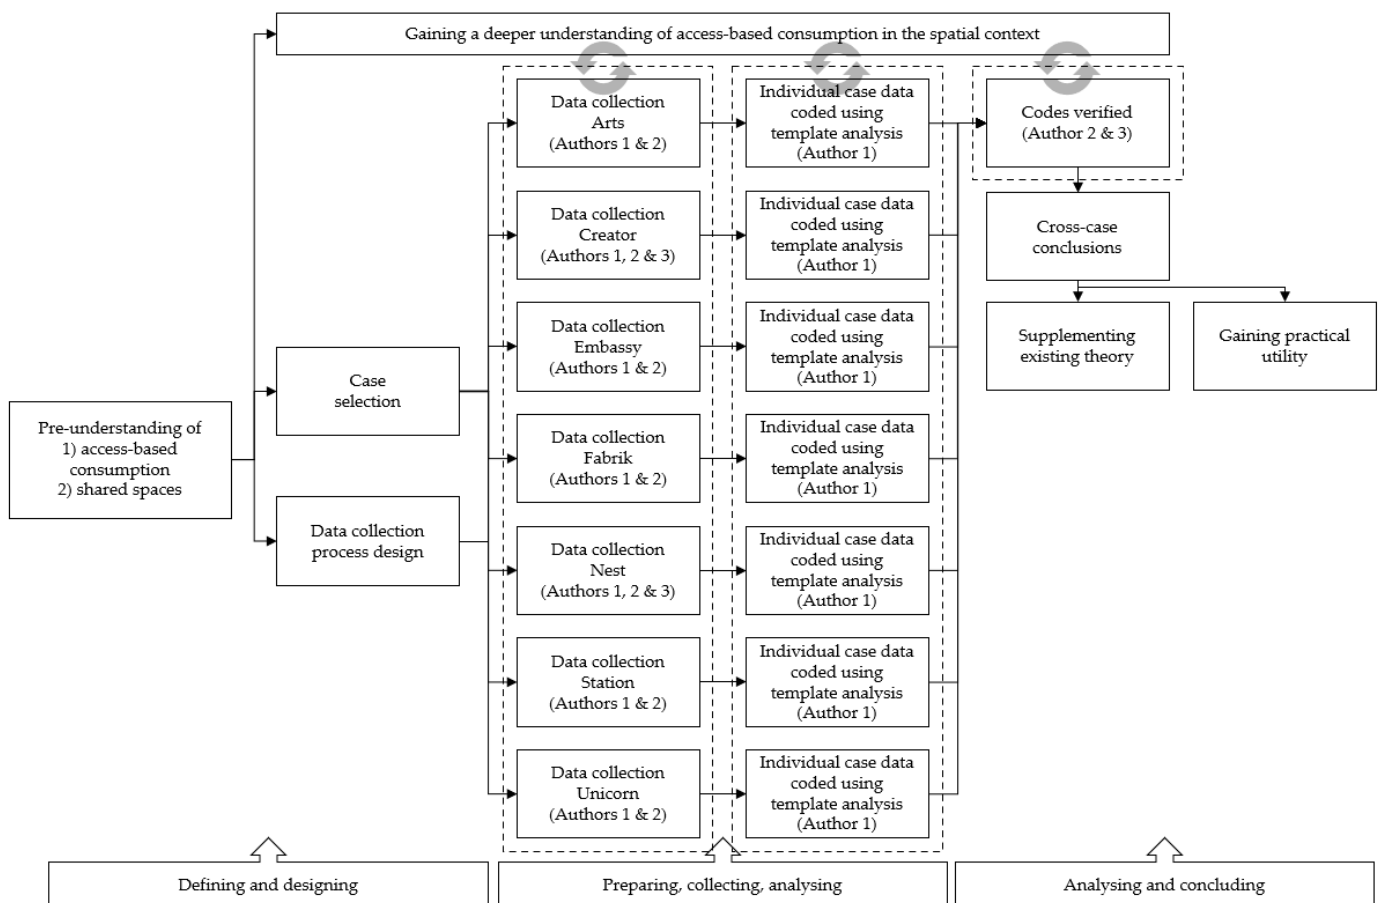 Gaining a deeper understanding of access-based consumption in the spatial context
Pre-understanding of
1) access-based
consumption
2) shared spaces
Case
selection
Data collection
process design
Data collection
Arts
(Authors 1 & 2)
Data collection
Creator
(Authors 1, 2 & 3)
Data collection
Embassy
(Authors 1 & 2)
Data collection
Fabrik
(Authors 1 & 2)
Data collection
Nest
(Authors 1, 2 & 3)
Data collection
Station
(Authors 1 & 2)
Data collection
Unicorn
(Authors 1 & 2)
Individual case data
coded using
template analysis
(Author 1)
Individual case data
coded using
template analysis
(Author 1)
Individual case data
coded using
template analysis
(Author 1)
Individual case data
coded using
template analysis
(Author 1)
Individual case data
coded using
template analysis
(Author 1)
Individual case data
coded using
template analysis
(Author 1)
Individual case data
coded using
template analysis
(Author 1)
Codes verified
(Author 2 & 3)
Cross-case
conclusions
Supplementing
existing theory
Gaining practical
utility
Defining and designing
Preparing, collecting, analysing
Analysing and concluding